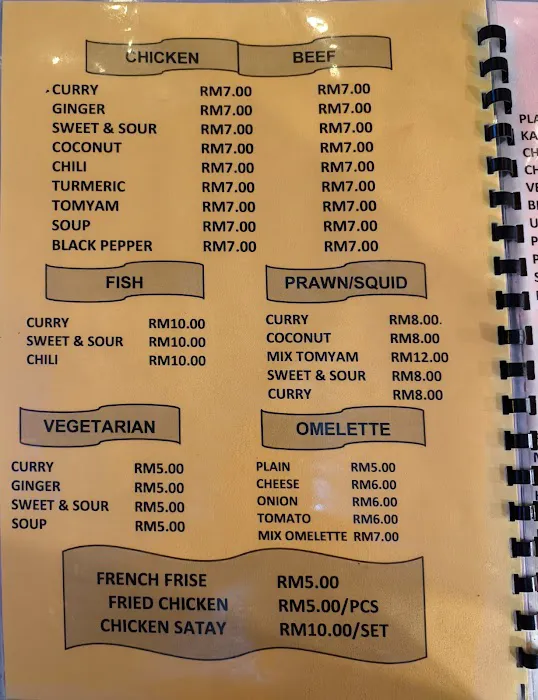 CHICKEN BEEF
CURRY RM7.00 RM7.00
GINGER RM7.00 RM7.00
SWEET & SOUR RM7.00 RM7.00
COCONUT RM7.00 RM7.00
CHILI RM7.00 RM7.00
TURMERIC RM7.00 RM7.00
TOMYAM RM7.00 RM7.00
SOUP RM7.00 RM7.00
BLACK PEPPER RM7.00 RM7.00
FISH
CURRY RM10.00
SWEET & SOUR RM10.00
CHILI RM10.00
PRAWN/SQUID
CURRY RM8.00.
COCONUT RM8.00
MIX TOMYAM RM12.00
SWEET & SOUR RM8.00
CURRY RM8.00
VEGETARIAN
CURRY RM5.00
GINGER RM5.00
SWEET & SOUR RM5.00
SOUP RM5.00
OMELETTE
PLAIN RM5.00
CHEESE RM6.00
ONION RM6.00
TOMATO RM6.00
MIX OMELETTE RM7.00
FRENCH FRISE RM5.00
FRIED CHICKEN RM5.00/PCS
CHICKEN SATAY RM10.00/SET